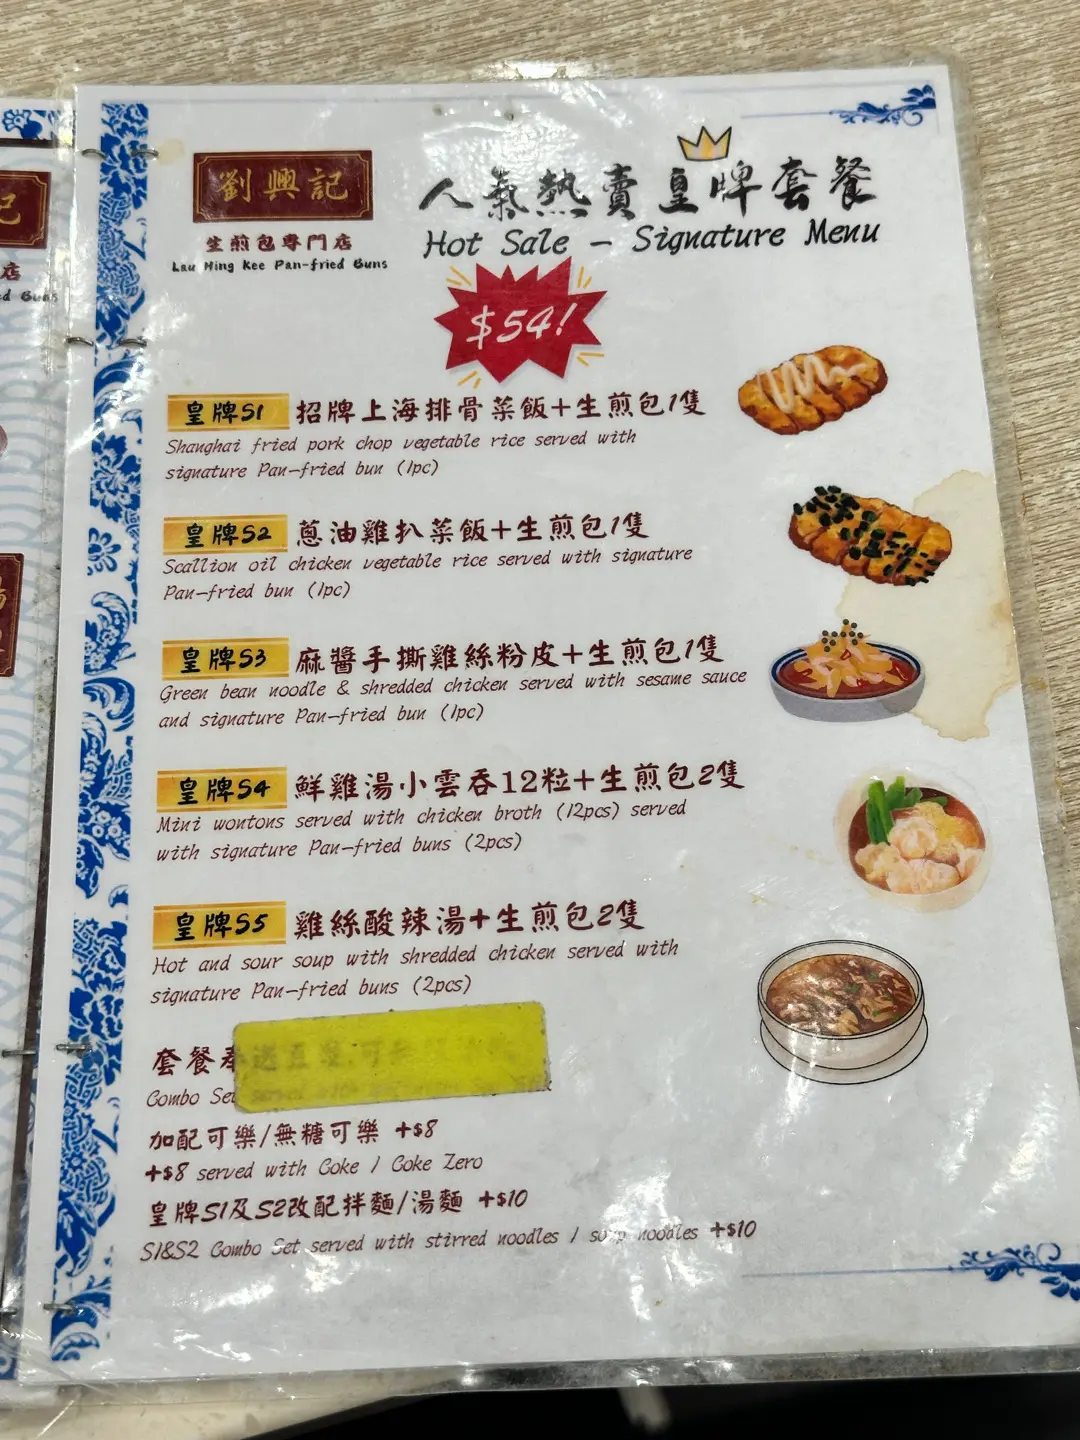 劉興記
生煎包專門店
Lau Hing Kee Pan-fried Buns
人氣熱賣皇牌套餐
Hot Sale – Signature Menu
$54!
皇牌S1 招牌上海排骨菜飯+生煎包1隻
Shanghai fried pork chop vegetable rice served with
signature Pan-fried bun (1pc)
皇牌S2 蔥油雞扒菜飯+生煎包1隻
Scallion oil chicken vegetable rice served with signature
Pan-fried bun (1pc)
皇牌S3 麻醬手撕雞絲粉皮+生煎包1隻
Green bean noodle & shredded chicken served with sesame sauce
and signature Pan-fried bun (1pc)
皇牌S4 鮮雞湯小雲吞12粒+生煎包2隻
Mini wontons served with chicken broth (12pcs) served
with signature Pan-fried buns (2pcs)
皇牌S5 雞絲酸辣湯+生煎包2隻
Hot and sour soup with shredded chicken served with
signature Pan-fried buns (2pcs)
套餐奉送豆漿
Combo Set served with
加配可樂/無糖可樂 +$8
+$8 served with Coke / Coke Zero
皇牌S1及S2改配拌麵/湯麵 +$10
S1&S2 Combo Set served with stirred noodles / soup noodles +$10
记
店
ed Buns